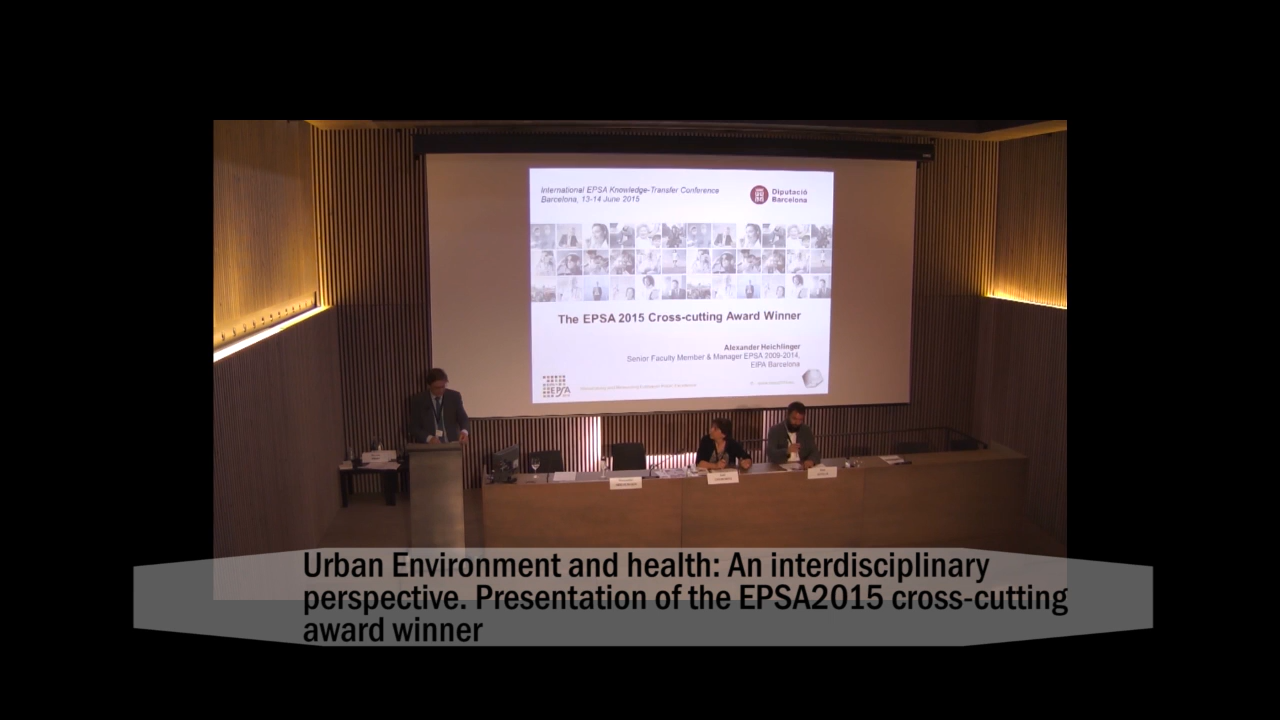 International EPSA Knowledge-Transfer Conference
Barcelona, 13-14 June 2015
Diputació
Barcelona
The EPSA 2015 Cross-cutting Award Winner
Alexander Heichlinger
Senior Faculty Member & Manager EPSA 2009-2014,
EIPA Barcelona
EPSA
Urban Environment and health: An interdisciplinary
perspective. Presentation of the EPSA2015 cross-cutting
award winner